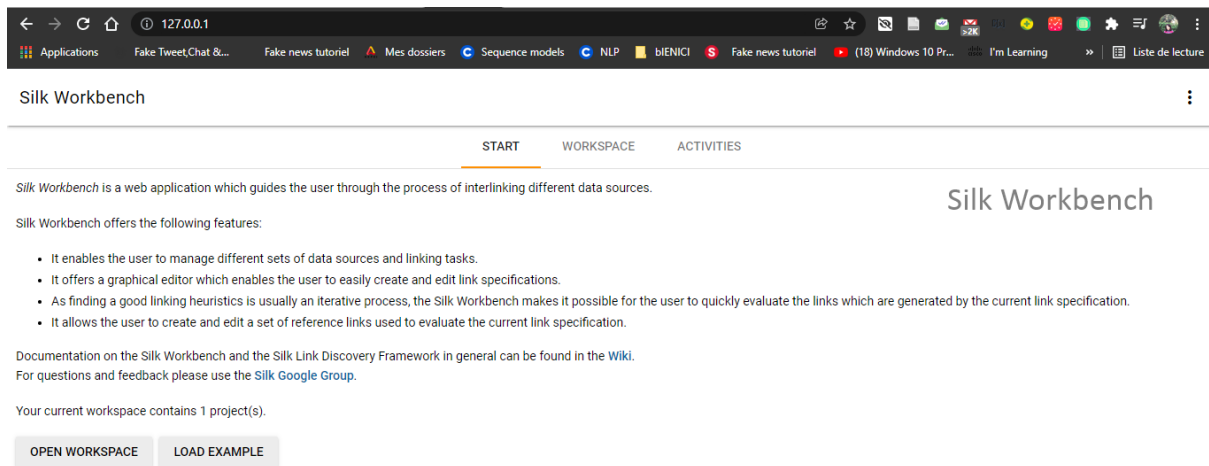 127.0.0.1
>2K
Applications Fake Tweet,Chat &... Fake news tutoriel Mes dossiers Sequence models NLP bIENICI Fake news tutoriel (18) Windows 10 Pr... I'm Learning » Liste de lecture
Silk Workbench
START WORKSPACE ACTIVITIES
Silk Workbench is a web application which guides the user through the process of interlinking different data sources.
Silk Workbench
Silk Workbench offers the following features:
• It enables the user to manage different sets of data sources and linking tasks.
• It offers a graphical editor which enables the user to easily create and edit link specifications.
• As finding a good linking heuristics is usually an iterative process, the Silk Workbench makes it possible for the user to quickly evaluate the links which are generated by the current link specification.
• It allows the user to create and edit a set of reference links used to evaluate the current link specification.
Documentation on the Silk Workbench and the Silk Link Discovery Framework in general can be found in the Wiki.
For questions and feedback please use the Silk Google Group.
Your current workspace contains 1 project(s).
OPEN WORKSPACE LOAD EXAMPLE